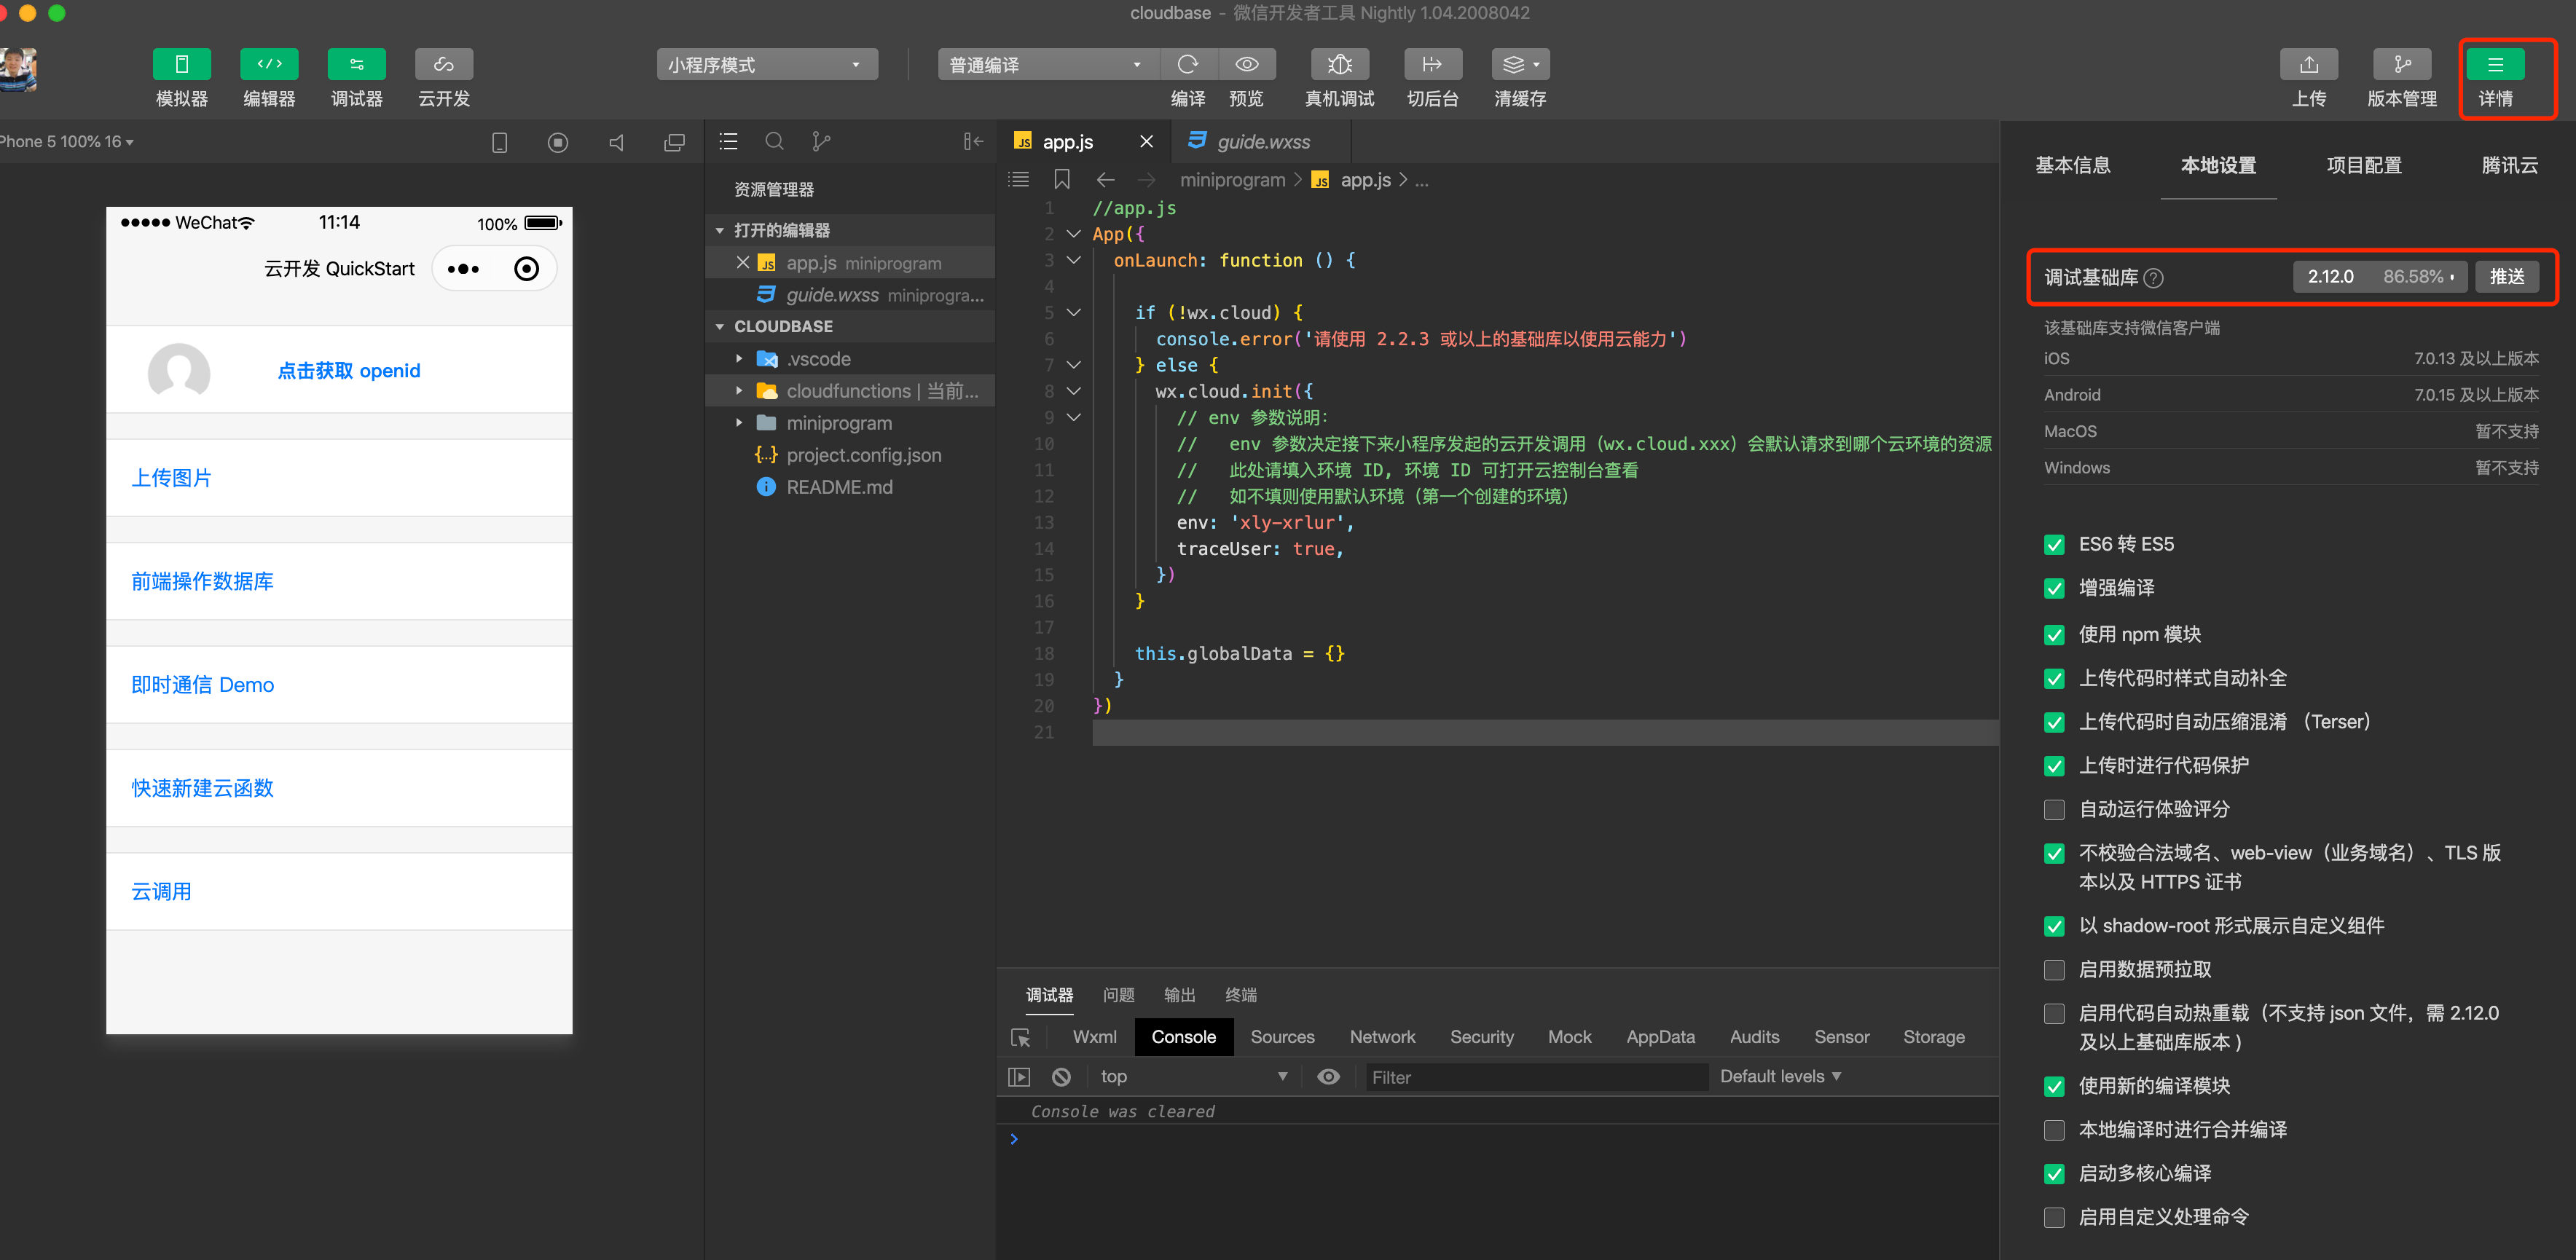 cloudbase - 微信开发者工具 Nightly 1.04.2008042
模拟器
编辑器
调试器
云开发
小程序模式
普通编译
编译
预览
真机调试
切后台
清缓存
上传
版本管理
详情
Phone 5 100% 16
WeChat
11:14
100%
云开发 QuickStart
点击获取 openid
上传图片
前端操作数据库
即时通信 Demo
快速新建云函数
云调用
资源管理器
打开的编辑器
JS app.js miniprogram
guide.wxss miniprogra...
CLOUDBASE
.vscode
cloudfunctions | 当前...
miniprogram
{..} project.config.json
README.md
JS app.js
guide.wxss
miniprogram > JS app.js > ...
1 //app.js
2 App({
3 onLaunch: function () {
4
5 if (!wx.cloud) {
6 console.error('请使用 2.2.3 或以上的基础库以使用云能力')
7 } else {
8 wx.cloud.init({
9 // env 参数说明：
10 // env 参数决定接下来小程序发起的云开发调用（wx.cloud.xxx）会默认请求到哪个云环境的资源
11 // 此处请填入环境 ID, 环境 ID 可打开云控制台查看
12 // 如不填则使用默认环境（第一个创建的环境）
13 env: 'xly-xrlur',
14 traceUser: true,
15 })
16 }
17
18 this.globalData = {}
19 }
20 })
21
调试器 问题 输出 终端
Wxml Console Sources Network Security Mock AppData Audits Sensor Storage
top
Filter
Default levels
Console was cleared
>
基本信息 本地设置 项目配置 腾讯云
调试基础库 ? 2.12.0 86.58% 推送
该基础库支持微信客户端
iOS 7.0.13 及以上版本
Android 7.0.15 及以上版本
MacOS 暂不支持
Windows 暂不支持
ES6 转 ES5
增强编译
使用 npm 模块
上传代码时样式自动补全
上传代码时自动压缩混淆 （Terser）
上传时进行代码保护
自动运行体验评分
不校验合法域名、web-view（业务域名）、TLS 版
本以及 HTTPS 证书
以 shadow-root 形式展示自定义组件
启用数据预拉取
启用代码自动热重载（不支持 json 文件，需 2.12.0
及以上基础库版本 )
使用新的编译模块
本地编译时进行合并编译
启动多核心编译
启用自定义处理命令